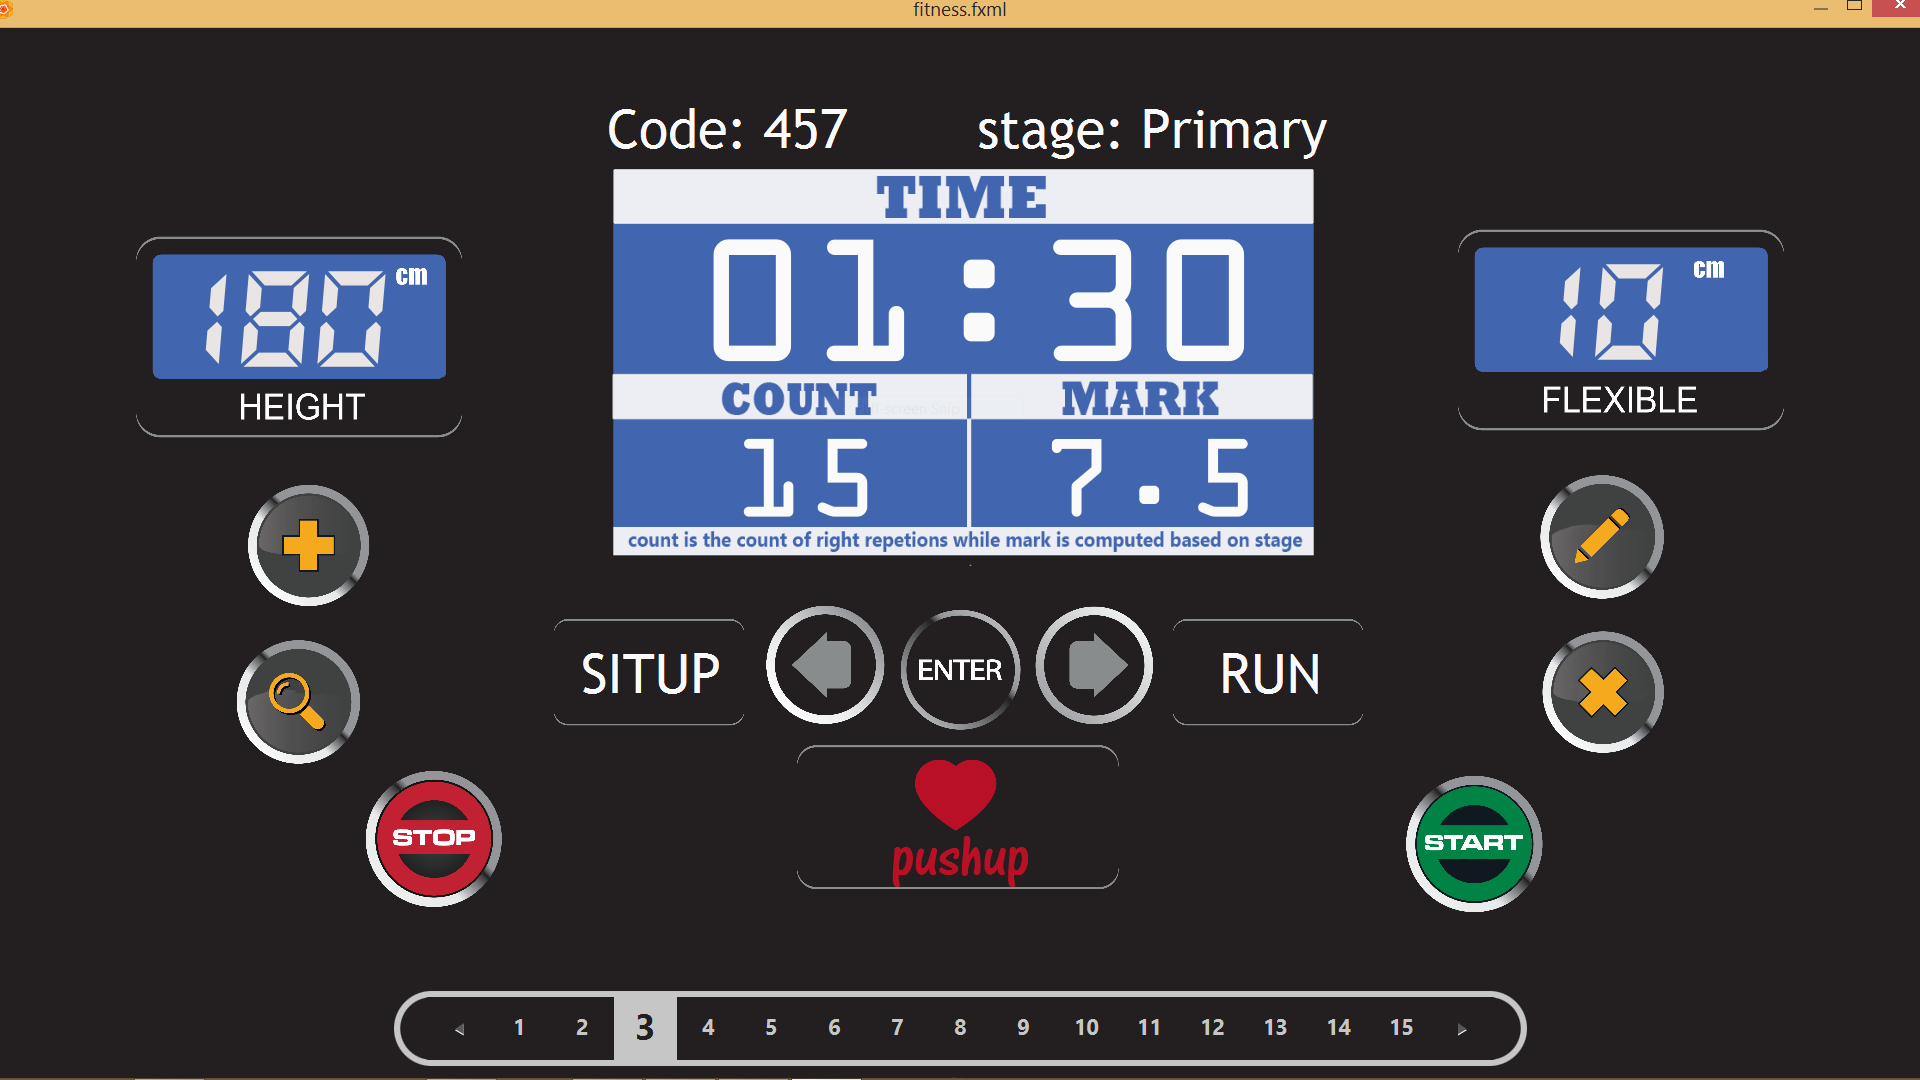 fitness.fxml
Code: 457 stage: Primary
TIME
01:30
180 cm
HEIGHT
10 cm
FLEXIBLE
COUNT MARK
15 7.5
count is the count of right repetions while mark is computed based on stage
SITUP ENTER RUN
pushup
STOP START
1 2 3 4 5 6 7 8 9 10 11 12 13 14 15